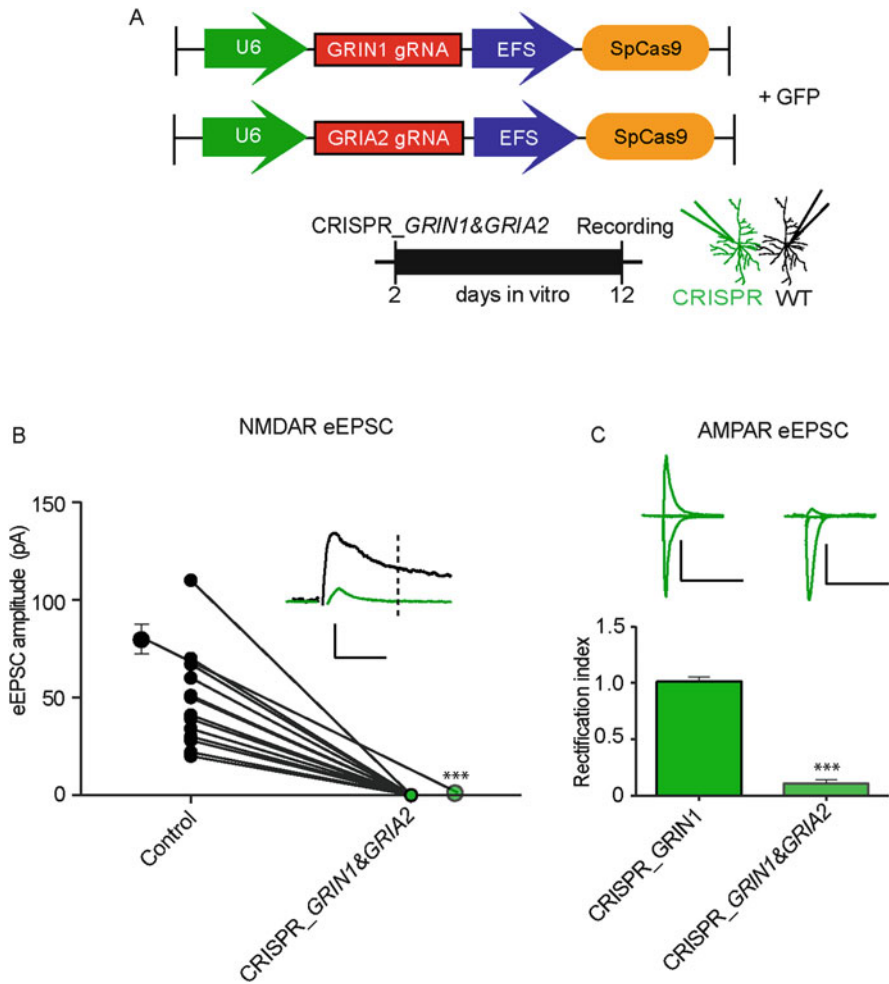 A
U6 GRIN1 gRNA EFS SpCas9
+ GFP
U6 GRIA2 gRNA EFS SpCas9
CRISPR_GRIN1&GRIA2 Recording
2 days in vitro 12
CRISPR WT
B
NMDAR eEPSC
eEPSC amplitude (pA)
150
100
50
0
***
Control
CRISPR_GRIN1&GRIA2
C
AMPAR eEPSC
Rectification index
1.5
1.0
0.5
0
***
CRISPR_GRIN1
CRISPR_GRIN1&GRIA2